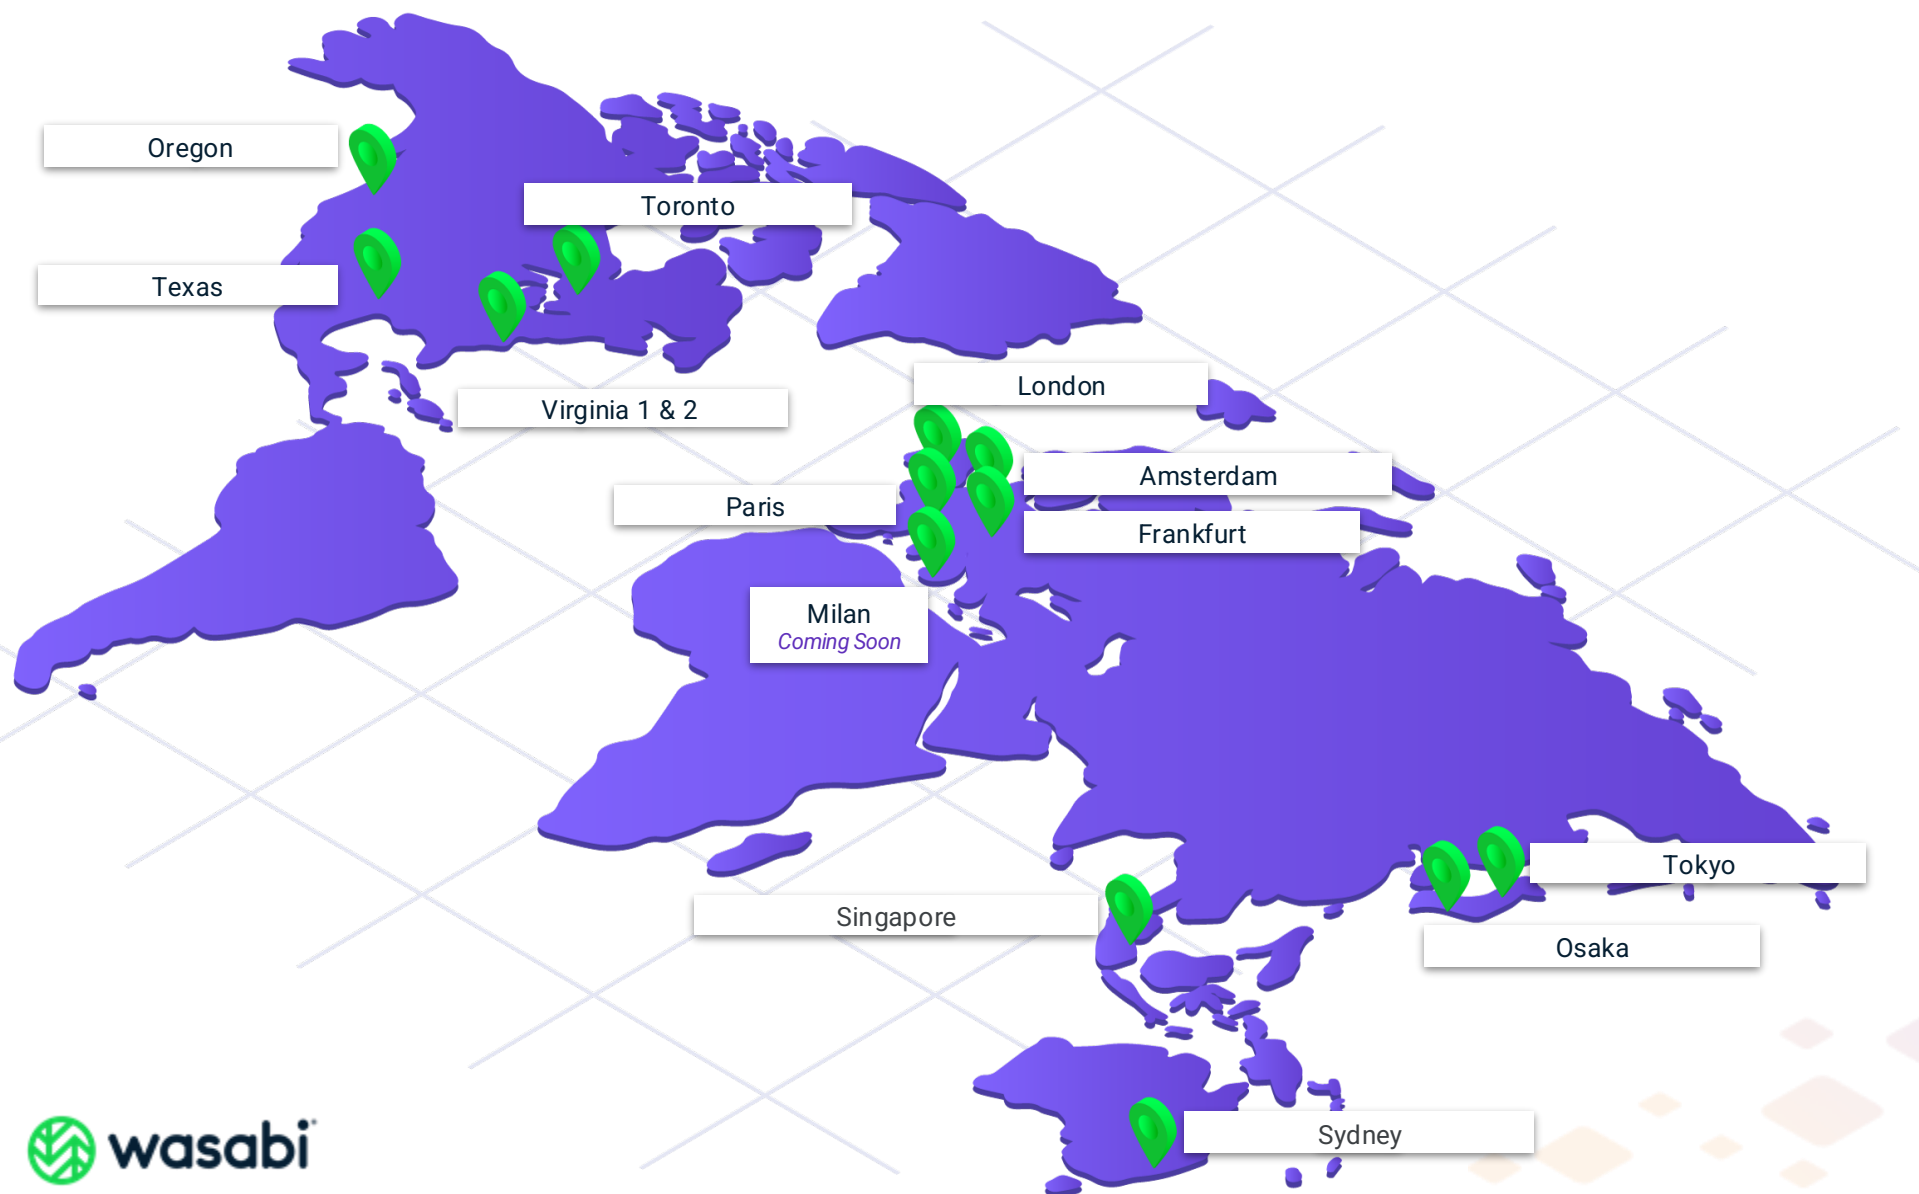 Oregon
Toronto
Texas
London
Virginia 1 & 2
Amsterdam
Paris
Frankfurt
Milan
Coming Soon
Tokyo
Singapore
Osaka
Sydney
wasabi